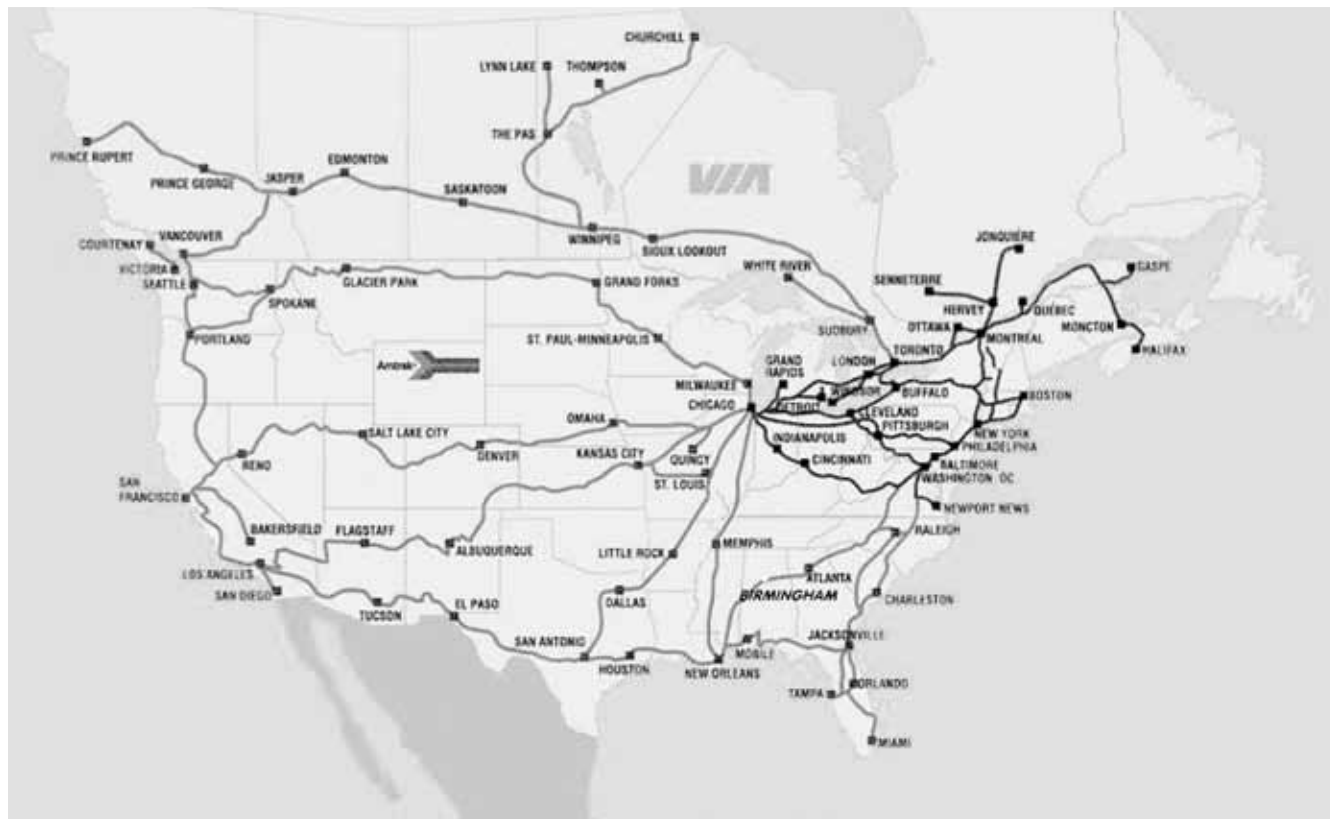 CHURCHILL
LYNN LAKE
THOMPSON
THE PAS
PRINCE RUPERT
PRINCE GEORGE
JASPER
EDMONTON
SASKATOON
WINNIPEG
SIOUX LOOKOUT
VIA
COURTENAY
VANCOUVER
VICTORIA
SEATTLE
SPOKANE
GLACIER PARK
GRAND FORKS
WHITE RIVER
SUDBURY
JONQUIÈRE
SENNETERRE
HERVEY
QUÉBEC
GASPE
OTTAWA
MONTREAL
MONCTON
HALIFAX
PORTLAND
Amtrak
ST. PAUL-MINNEAPOLIS
MILWAUKEE
CHICAGO
GRAND
RAPIDS
LONDON
TORONTO
DETROIT
WINDSOR
BUFFALO
BOSTON
CLEVELAND
PITTSBURGH
NEW YORK
PHILADELPHIA
INDIANAPOLIS
CINCINNATI
BALTIMORE
WASHINGTON DC
NEWPORT NEWS
OMAHA
SALT LAKE CITY
DENVER
KANSAS CITY
QUINCY
ST. LOUIS
RENO
SAN
FRANCISCO
BAKERSFIELD
FLAGSTAFF
ALBUQUERQUE
LITTLE ROCK
MEMPHIS
RALEIGH
LOS ANGELES
SAN DIEGO
TUCSON
EL PASO
DALLAS
ATLANTA
BIRMINGHAM
CHARLESTON
SAN ANTONIO
HOUSTON
NEW ORLEANS
MOBILE
JACKSONVILLE
TAMPA
ORLANDO
MIAMI